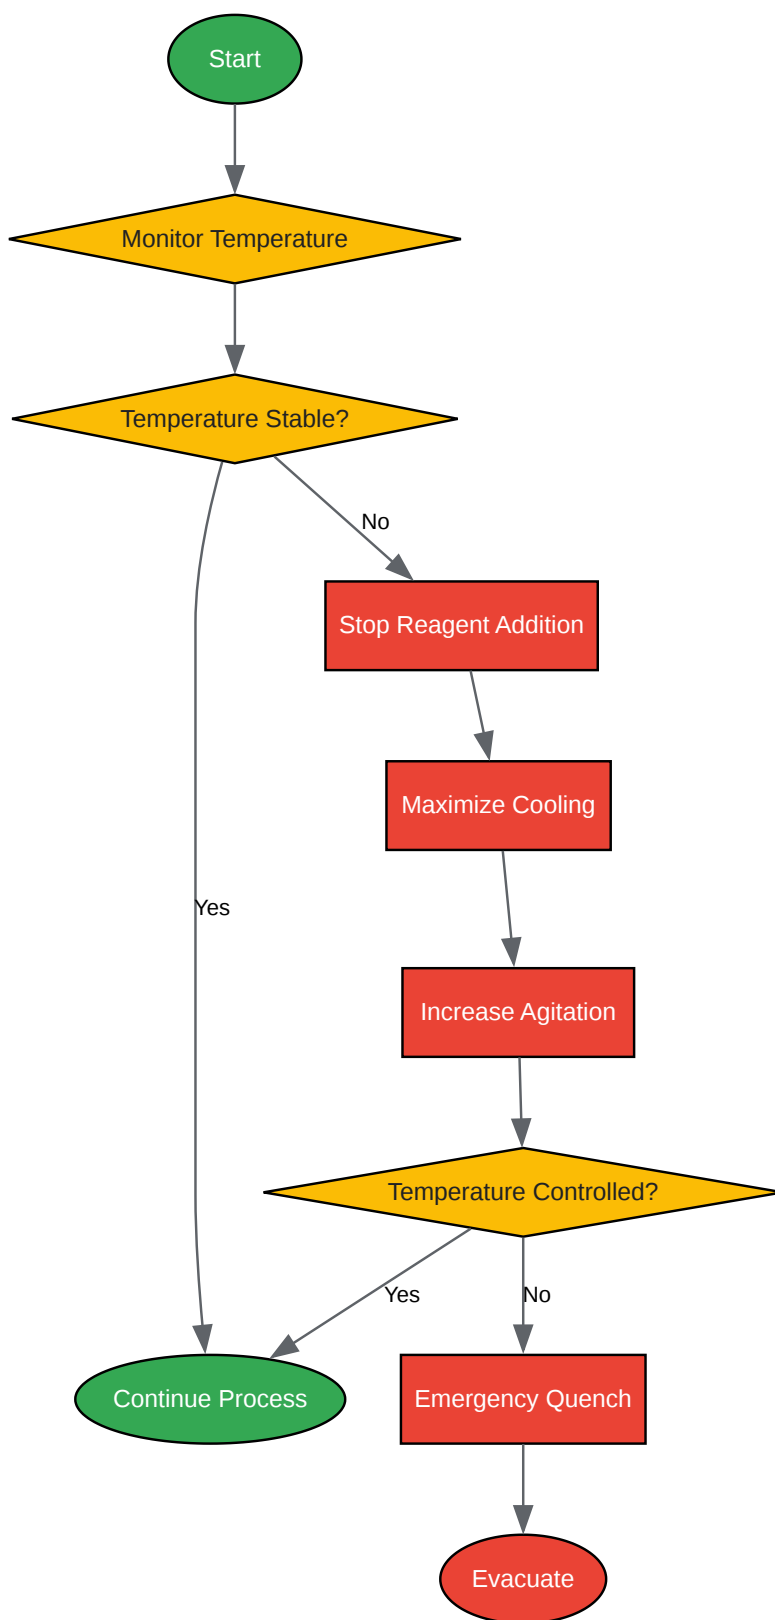 Start
Monitor Temperature
Temperature Stable?
No
Stop Reagent Addition
Maximize Cooling
Yes
Increase Agitation
Temperature Controlled?
Yes
No
Continue Process
Emergency Quench
Evacuate